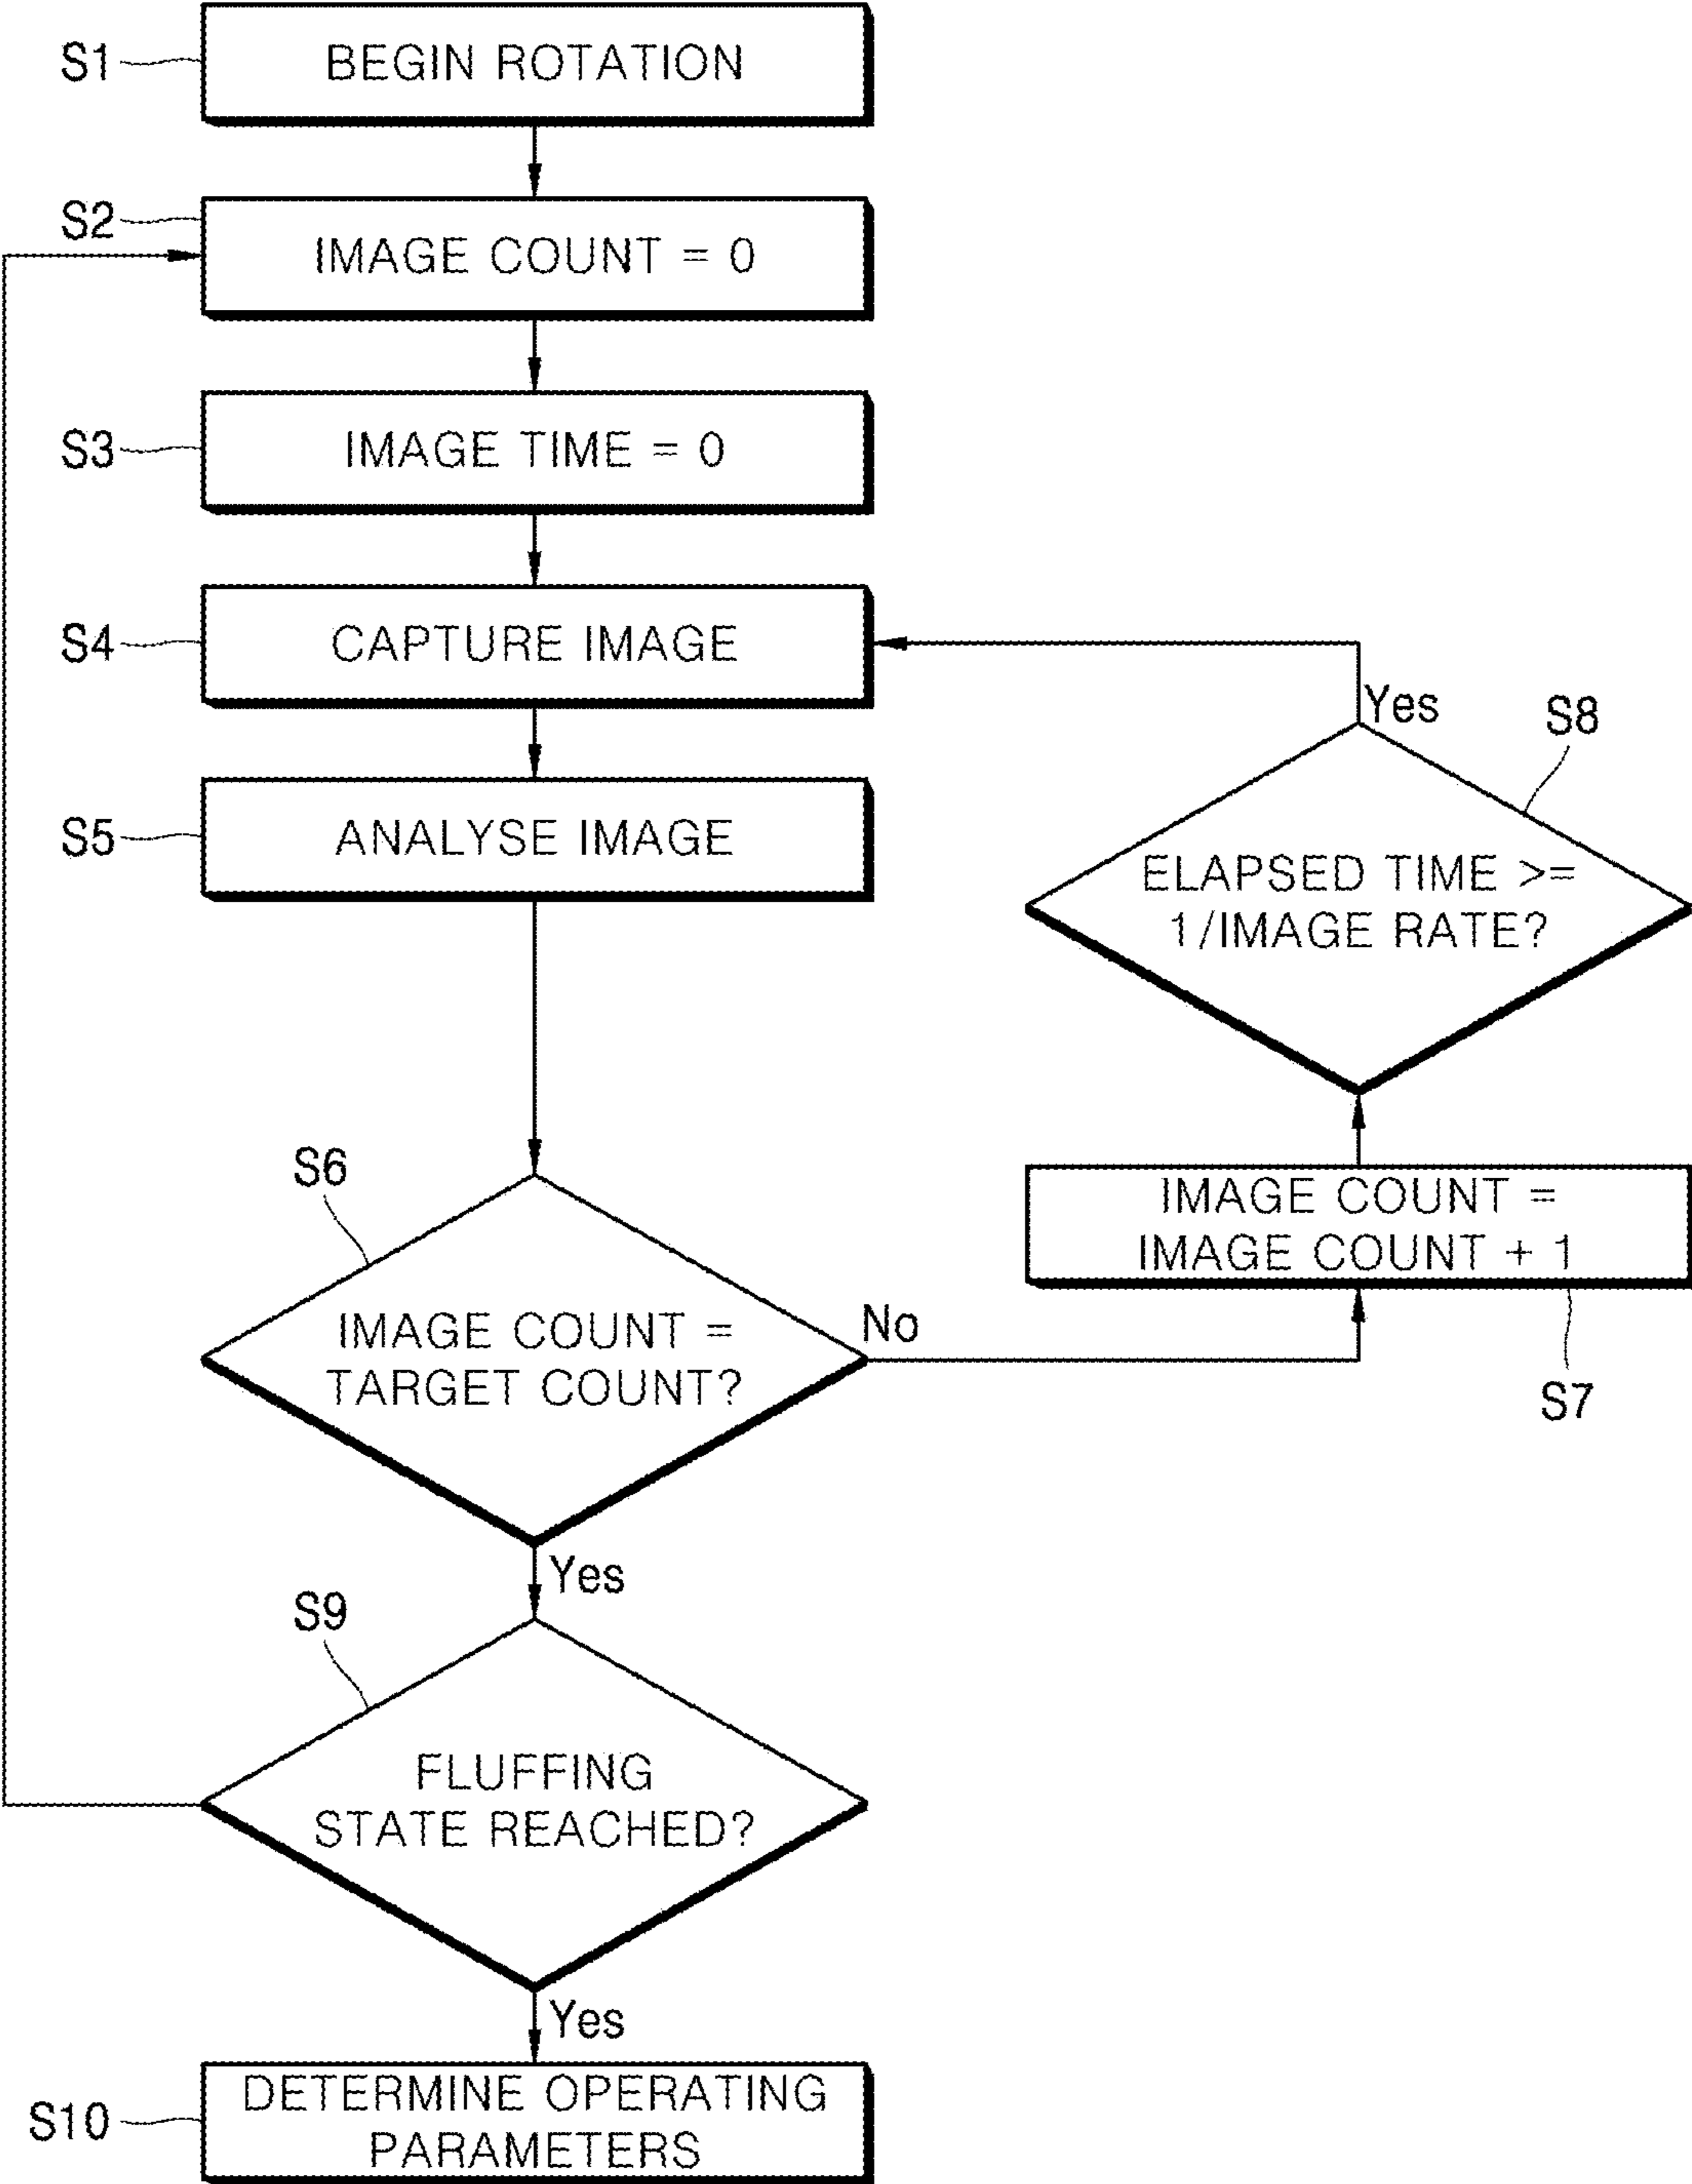 S1
BEGIN ROTATION
S2
IMAGE COUNT = 0
S3
IMAGE TIME = 0
S4
CAPTURE IMAGE
Yes
S8
S5
ANALYSE IMAGE
ELAPSED TIME >=
1/IMAGE RATE?
S6
IMAGE COUNT =
IMAGE COUNT + 1
S7
IMAGE COUNT =
TARGET COUNT?
No
Yes
S9
FLUFFING
STATE REACHED?
Yes
S10
DETERMINE OPERATING
PARAMETERS